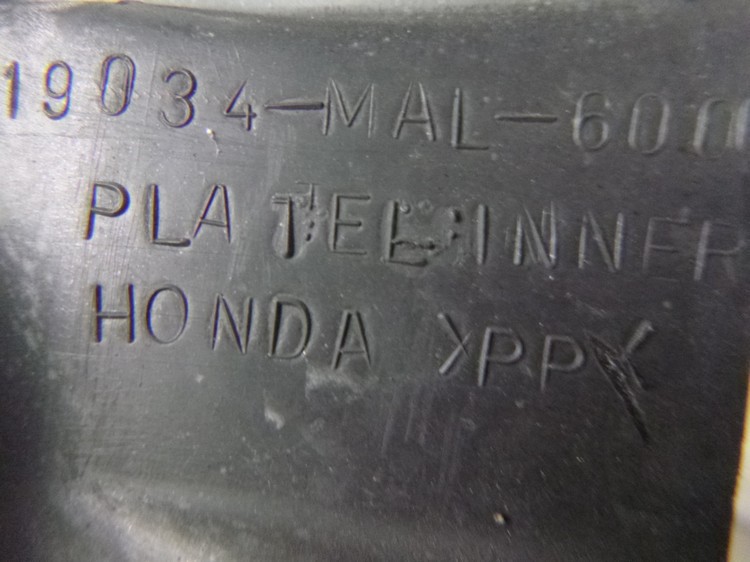 19034-MAL-600
PLATE L INNER
HONDA >PP<